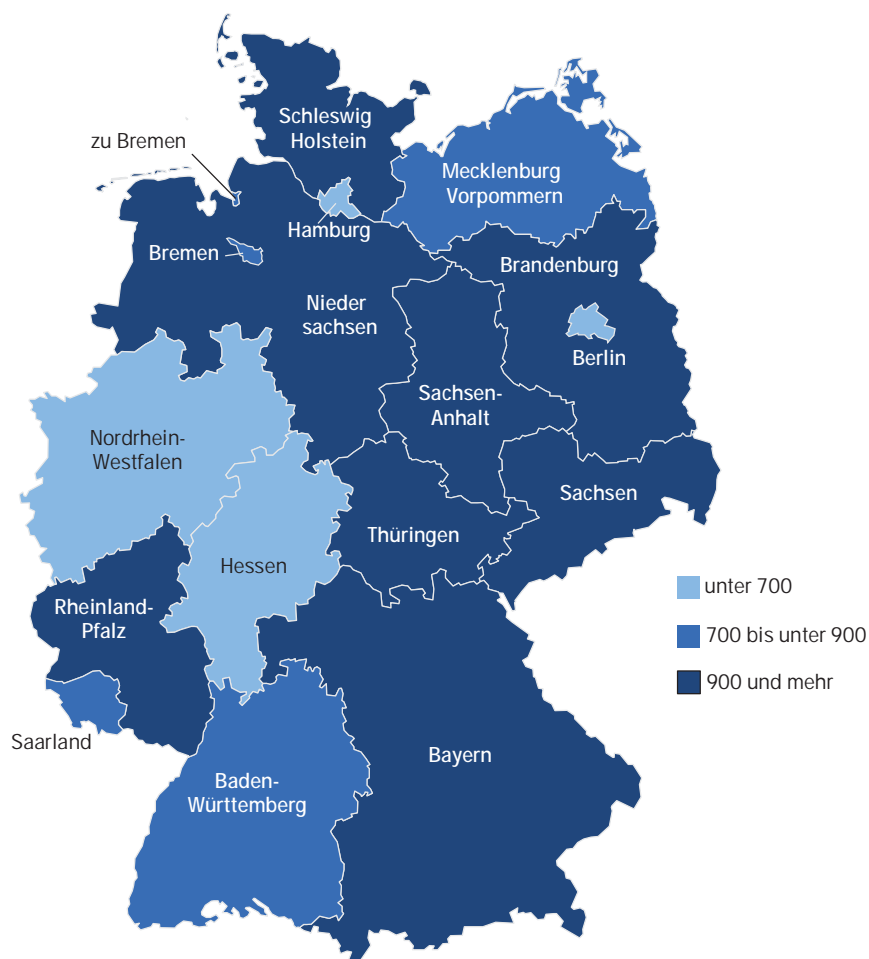 Schleswig
Holstein
zu Bremen
Mecklenburg
Vorpommern
Hamburg
Bremen
Brandenburg
Nieder
sachsen
Berlin
Sachsen-
Anhalt
Nordrhein-
Westfalen
Sachsen
Thüringen
Hessen
unter 700
Rheinland-
Pfalz
700 bis unter 900
900 und mehr
Saarland
Bayern
Baden-
Württemberg